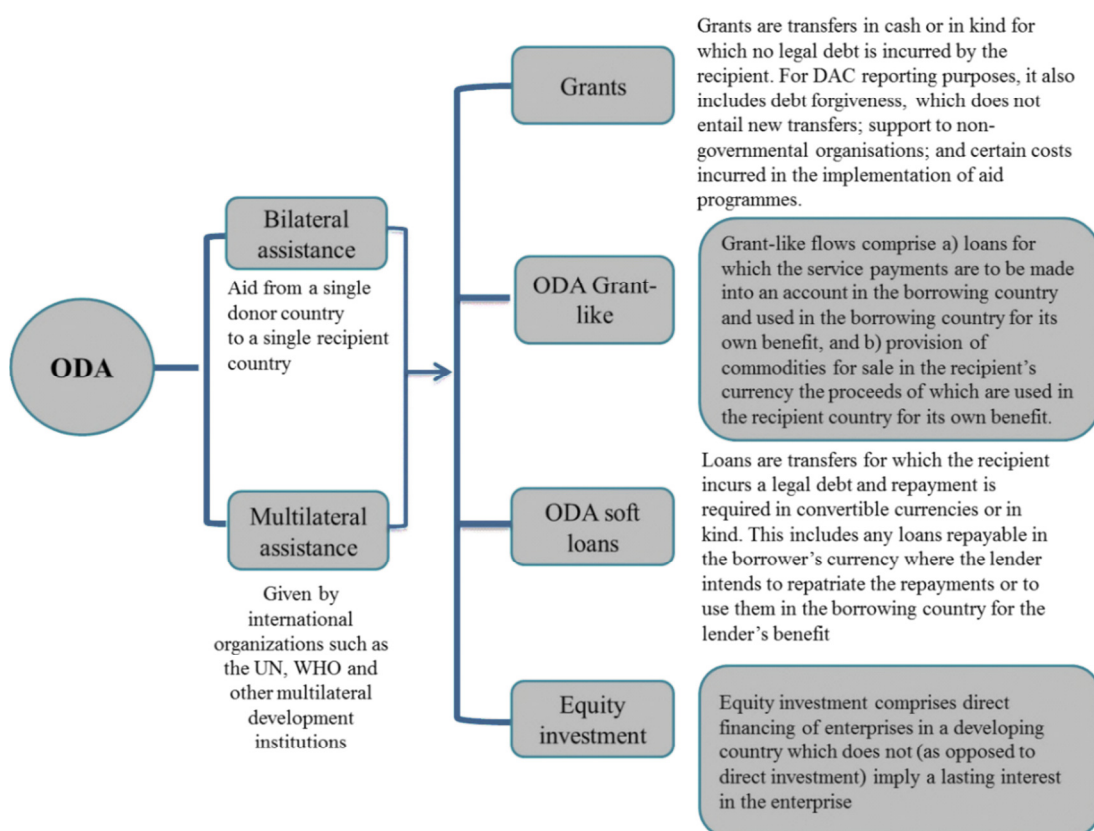 ODA
Bilateral
assistance
Aid from a single
donor country
to a single recipient
country
Multilateral
assistance
Given by
international
organizations such as
the UN, WHO and
other multilateral
development
institutions
Grants
Grants are transfers in cash or in kind for
which no legal debt is incurred by the
recipient. For DAC reporting purposes, it also
includes debt forgiveness, which does not
entail new transfers; support to non-
governmental organisations; and certain costs
incurred in the implementation of aid
programmes.
ODA Grant-
like
Grant-like flows comprise a) loans for
which the service payments are to be made
into an account in the borrowing country
and used in the borrowing country for its
own benefit, and b) provision of
commodities for sale in the recipient's
currency the proceeds of which are used in
the recipient country for its own benefit.
ODA soft
loans
Loans are transfers for which the recipient
incurs a legal debt and repayment is
required in convertible currencies or in
kind. This includes any loans repayable in
the borrower's currency where the lender
intends to repatriate the repayments or to
use them in the borrowing country for the
lender's benefit
Equity
investment
Equity investment comprises direct
financing of enterprises in a developing
country which does not (as opposed to
direct investment) imply a lasting interest
in the enterprise